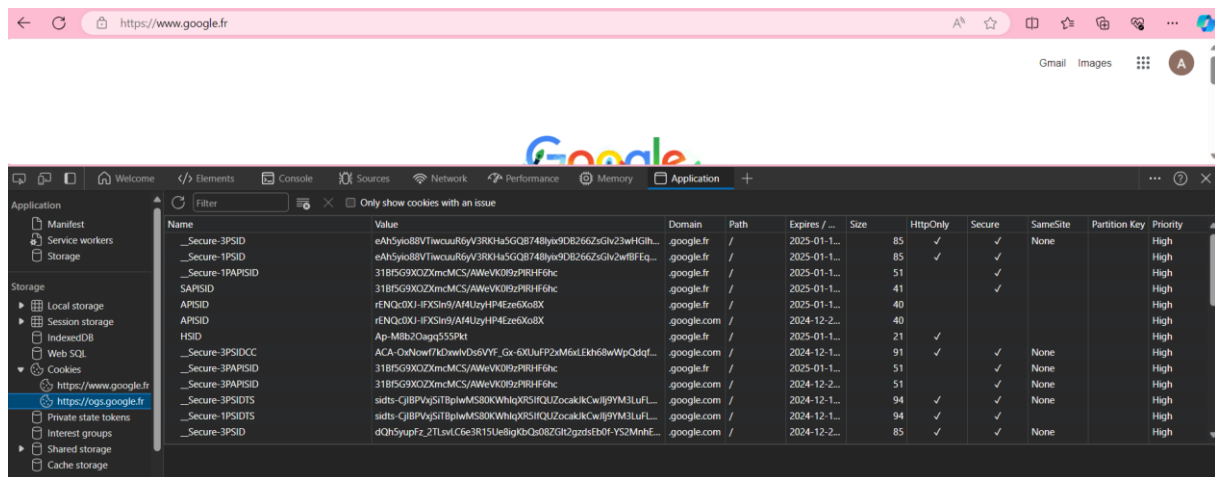 https://www.google.fr
Gmail Images A
Google
Welcome </> Elements Console Sources Network Performance Memory Application
Application Filter Only show cookies with an issue
Manifest
Service workers
Storage
Storage
Local storage
Session storage
IndexedDB
Web SQL
Cookies
https://www.google.fr
https://ogs.google.fr
Private state tokens
Interest groups
Shared storage
Cache storage
Name Value Domain Path Expires / ... Size HttpOnly Secure SameSite Partition Key Priority
__Secure-3PSID .google.fr / 2025-01-1... 85 ✓ ✓ None High
__Secure-1PSID .google.fr / 2025-01-1... 85 ✓ ✓ High
__Secure-1PAPISID .google.fr / 2025-01-1... 51 ✓ High
SAPISID .google.fr / 2025-01-1... 41 ✓ High
APISID .google.fr / 2025-01-1... 40 High
APISID .google.com / 2024-12-2... 40 High
HSID Ap-M8b2Oagq555Pkt .google.fr / 2025-01-1... 21 ✓ High
__Secure-3PSIDCC .google.com / 2024-12-1... 91 ✓ ✓ None High
__Secure-3PAPISID .google.fr / 2025-01-1... 51 ✓ None High
__Secure-3PAPISID .google.com / 2024-12-2... 51 ✓ None High
__Secure-3PSIDTS .google.com / 2024-12-1... 94 ✓ ✓ None High
__Secure-1PSIDTS .google.com / 2024-12-1... 94 ✓ ✓ High
__Secure-3PSID .google.com / 2024-12-2... 85 ✓ ✓ None High